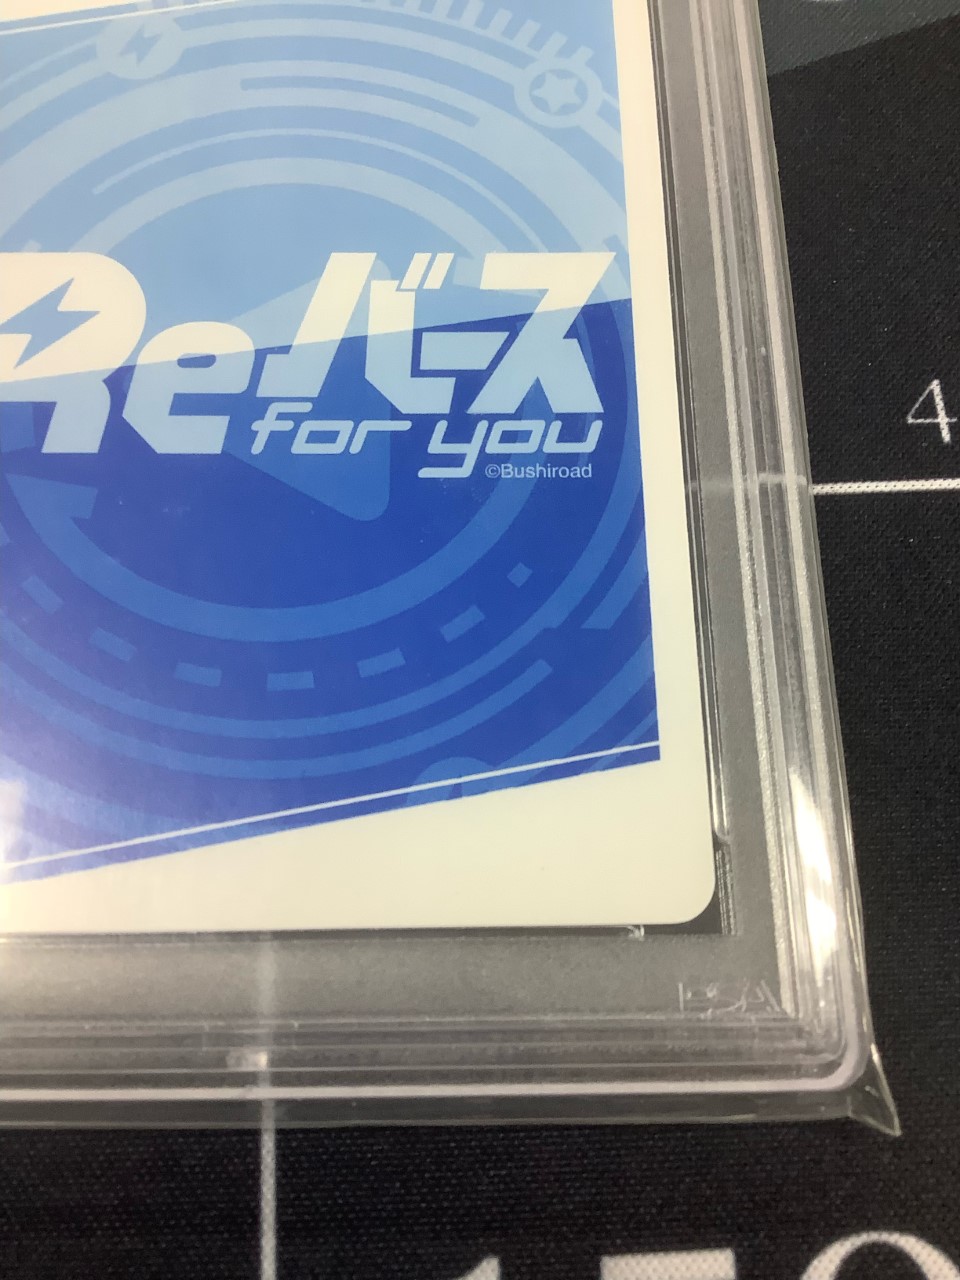 Reバース
for you
©Bushiroad
4
PSA